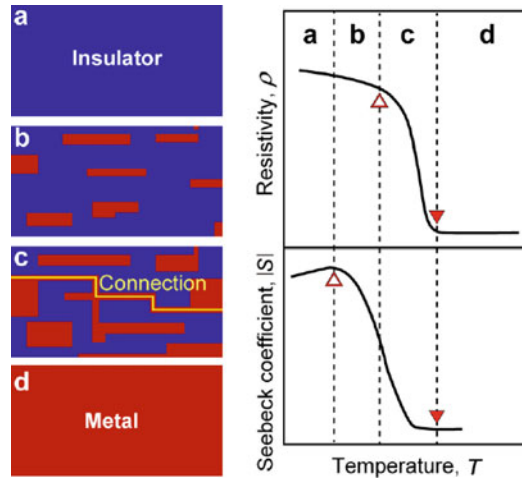 a
Insulator
b
c
Connection
d
Metal
a b c d
Resistivity, ρ
Seebeck coefficient, |S|
Temperature, T